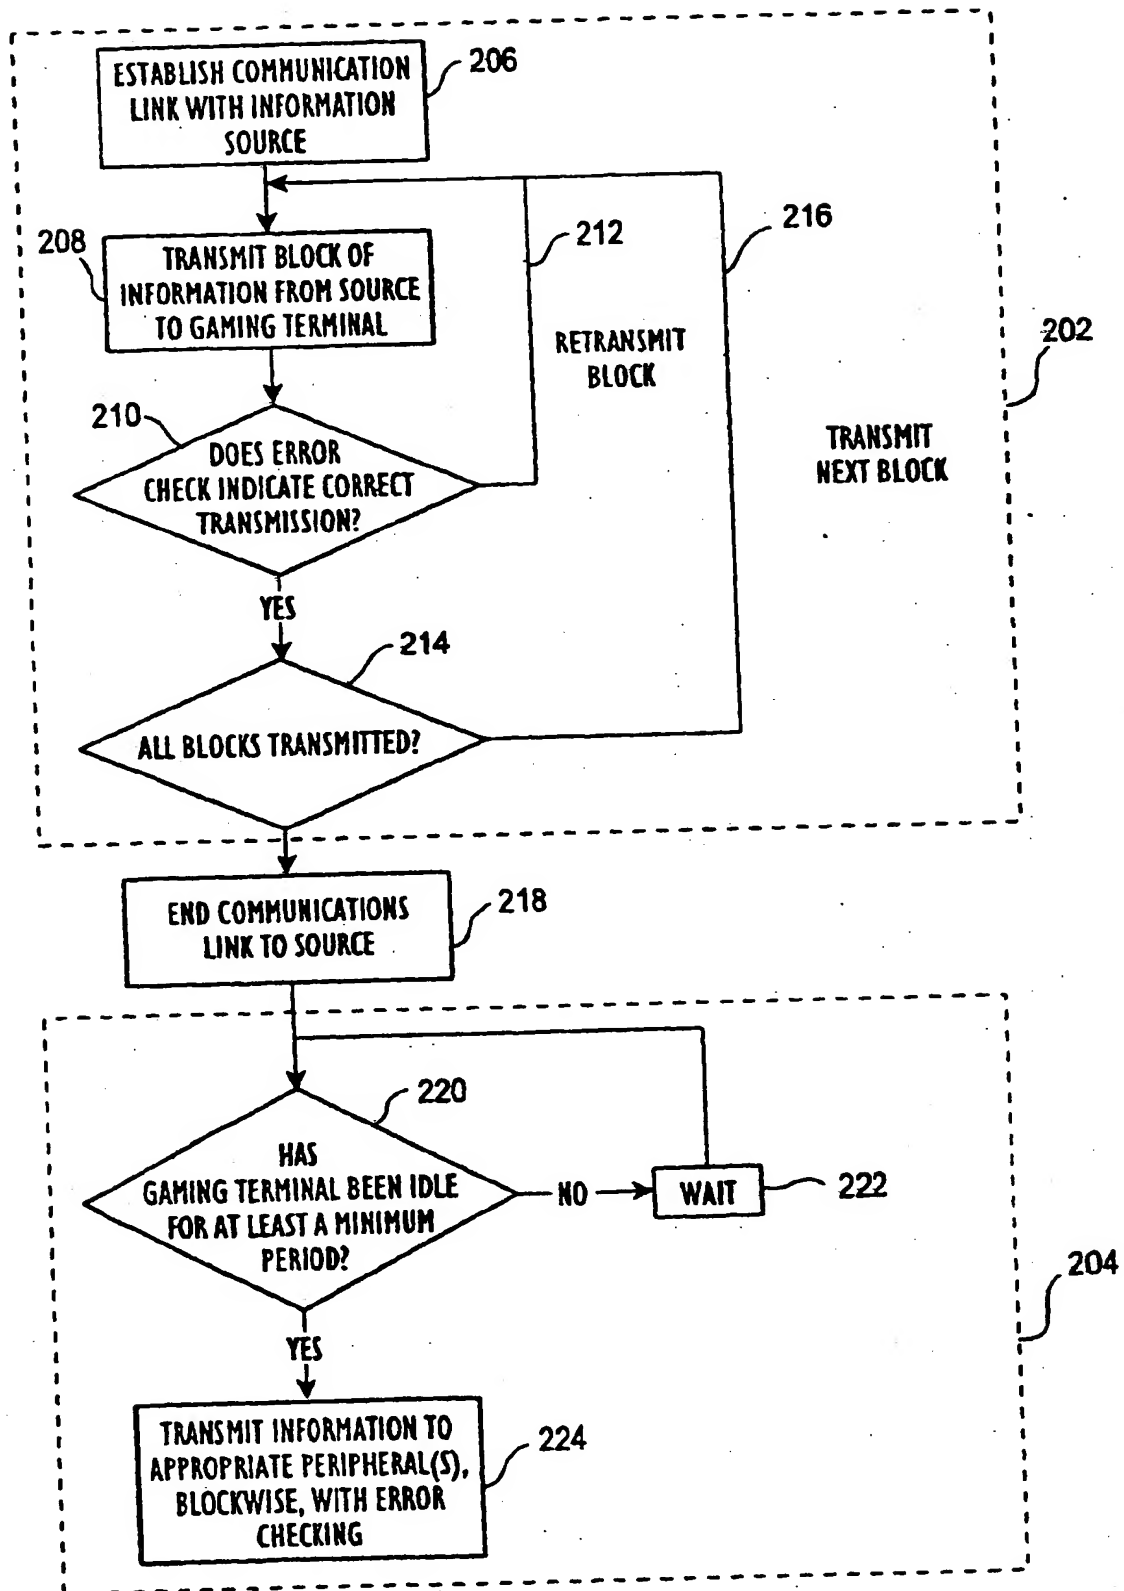 ESTABLISH COMMUNICATION
LINK WITH INFORMATION
SOURCE
206
208
TRANSMIT BLOCK OF
INFORMATION FROM SOURCE
TO GAMING TERMINAL
212
216
RETRANSMIT
BLOCK
202
210
DOES ERROR
CHECK INDICATE CORRECT
TRANSMISSION?
TRANSMIT
NEXT BLOCK
YES
214
ALL BLOCKS TRANSMITTED?
END COMMUNICATIONS
LINK TO SOURCE
218
220
HAS
GAMING TERMINAL BEEN IDLE
FOR AT LEAST A MINIMUM
PERIOD?
NO
WAIT
222
204
YES
TRANSMIT INFORMATION TO
APPROPRIATE PERIPHERAL(S),
BLOCKWISE, WITH ERROR
CHECKING
224